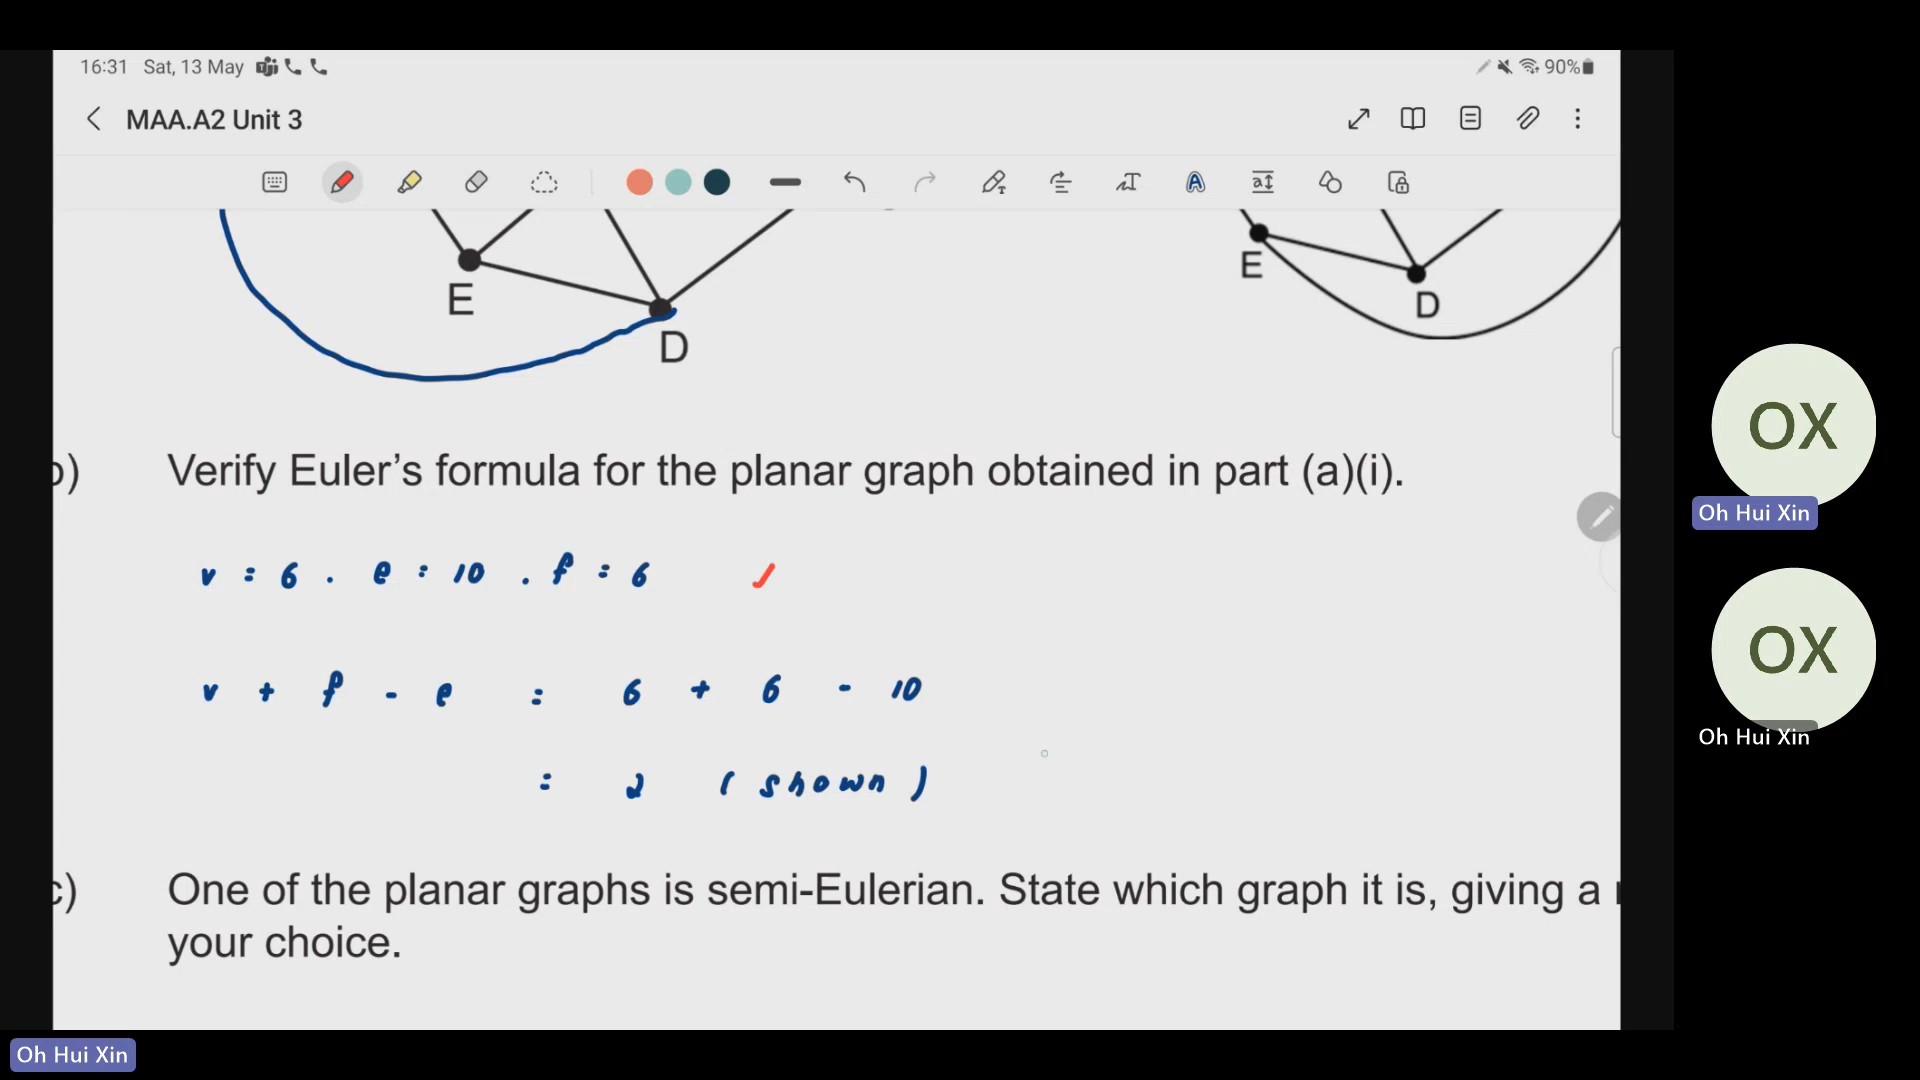 16:31 Sat, 13 May
90%
MAA.A2 Unit 3
E
D
E
D
b) Verify Euler’s formula for the planar graph obtained in part (a)(i).
v = 6 . e = 10 . f = 6
v + f - e = 6 + 6 - 10
= 2 (shown)
c) One of the planar graphs is semi-Eulerian. State which graph it is, giving a
your choice.
OX
Oh Hui Xin
OX
Oh Hui Xin
Oh Hui Xin